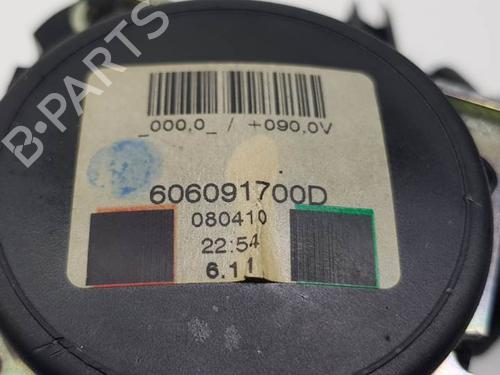 _000,0_ / +090,0V
606091700D
080410
22:54
6.11
B-PARTS